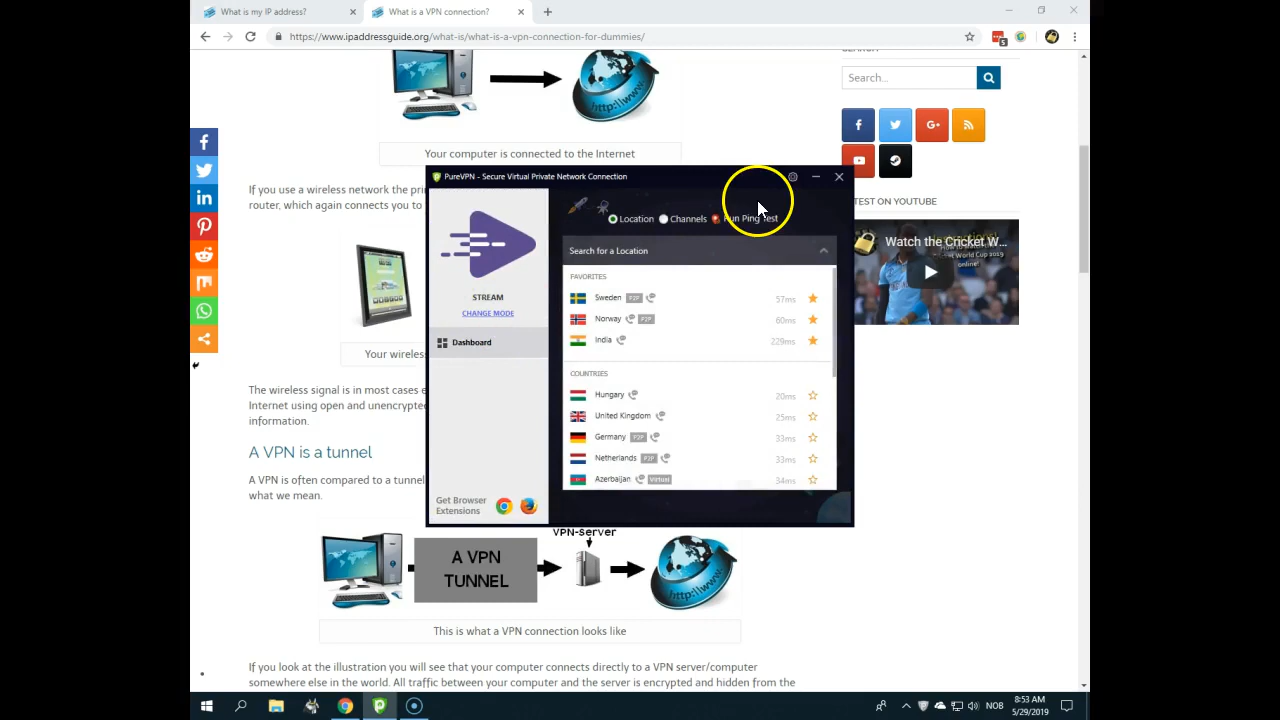 What is my IP address?
What is a VPN connection?
https://www.ipaddressguide.org/what-is/what-is-a-vpn-connection-for-dummies/
5
SEARCH
Search...
http://www
Your computer is connected to the Internet
If you use a wireless network the pri
router, which again connects you to
TEST ON YOUTUBE
Watch the Cricket W...
PureVPN - Secure Virtual Private Network Connection
Location
Channels
Run Ping Test
Search for a Location
STREAM
CHANGE MODE
Dashboard
FAVORITES
Sweden P2P 57ms
Norway P2P 60ms
India 229ms
COUNTRIES
Hungary 20ms
United Kingdom 25ms
Germany P2P 33ms
Netherlands P2P 33ms
Azerbaijan Virtual 34ms
Get Browser
Extensions
Your wireles
The wireless signal is in most cases e
Internet using open and unencrypte
information.
A VPN is a tunnel
A VPN is often compared to a tunnel
what we mean.
VPN-Server
A VPN
TUNNEL
http://www
This is what a VPN connection looks like
If you look at the illustration you will see that your computer connects directly to a VPN server/computer
somewhere else in the world. All traffic between your computer and the server is encrypted and hidden from the
NOB
8:53 AM
5/29/2019